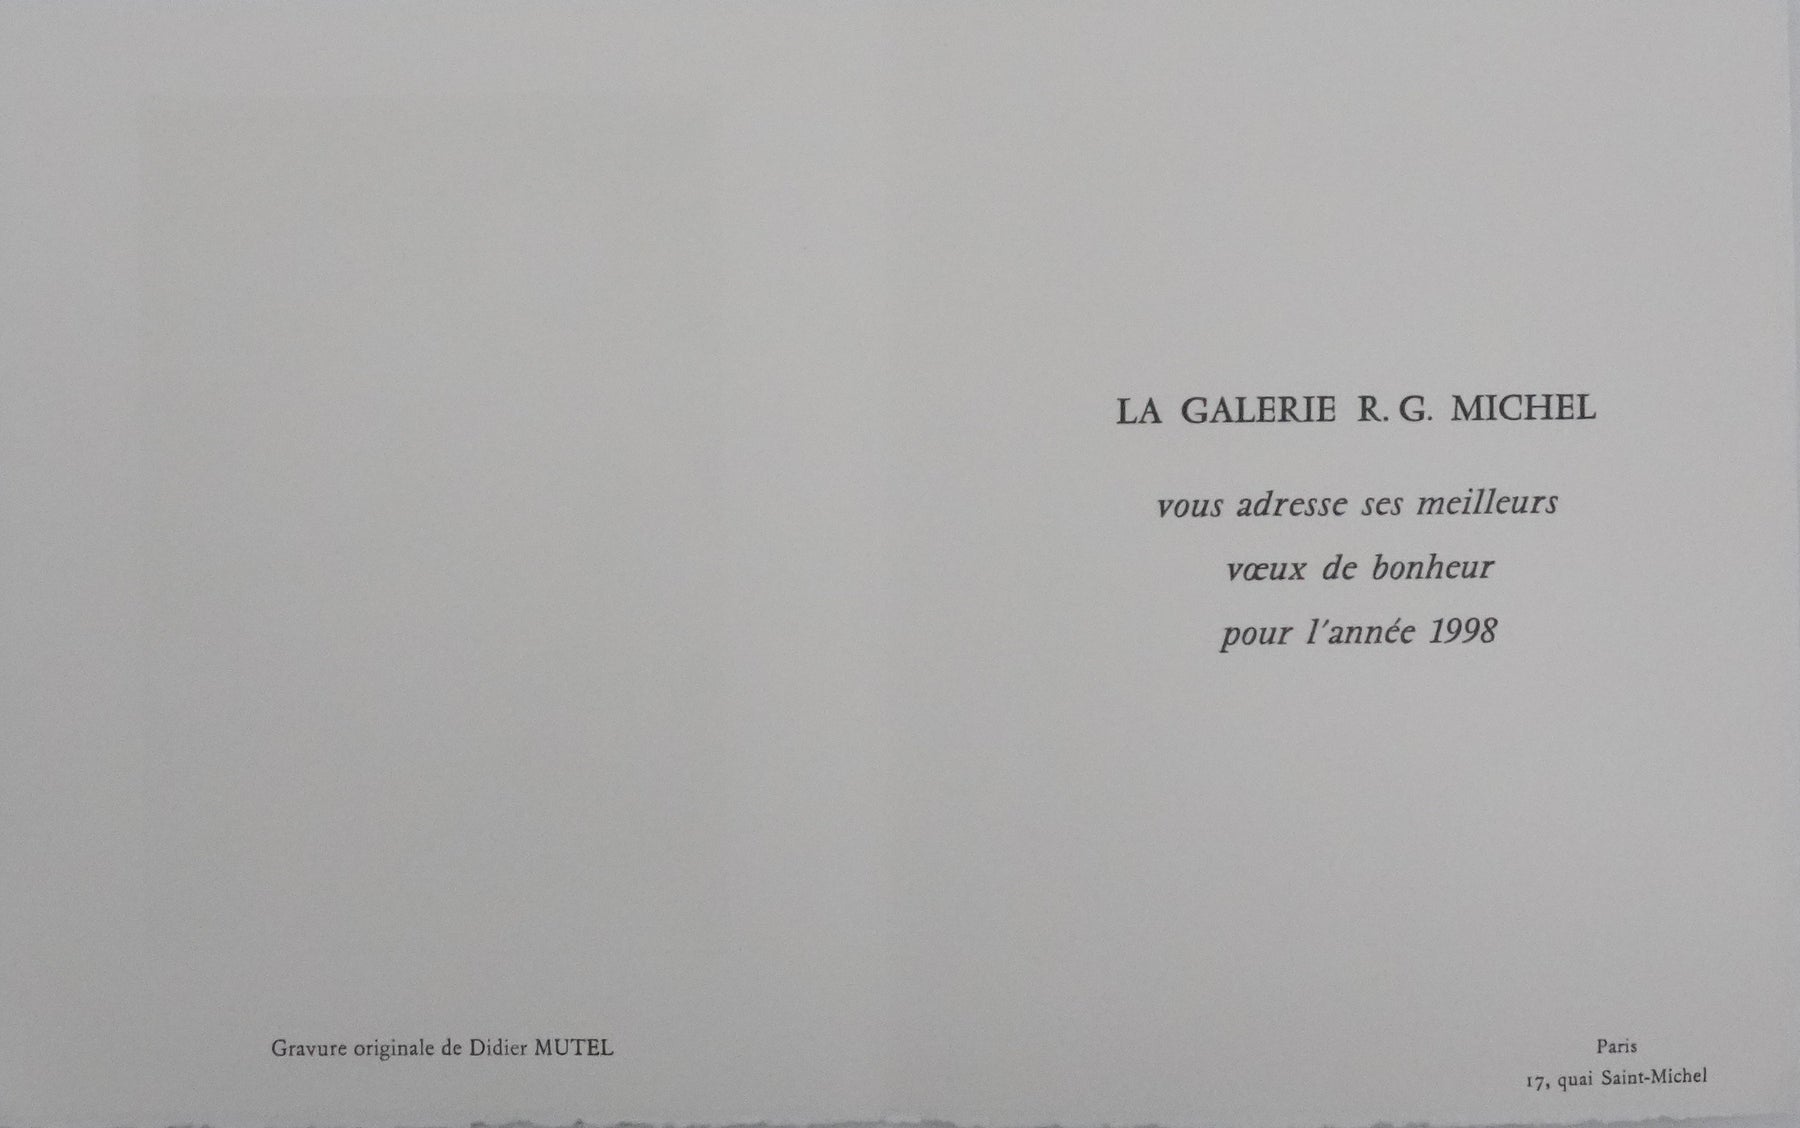 Gravure originale de Didier MUTEL
LA GALERIE R. G. MICHEL
vous adresse ses meilleurs
vœux de bonheur
pour l'année 1998
Paris
17, quai Saint-Michel